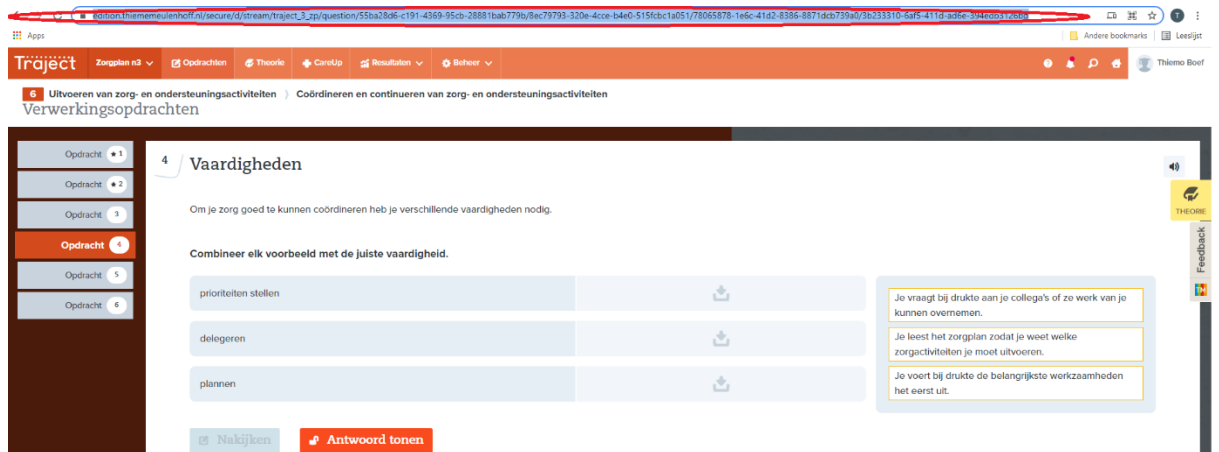 edition.thiememeulenhoff.nl/secure/d/stream/traject_3_zp/question/55ba28d6-c191-4369-95cb-28881bab779b/8ec79793-320e-4cce-b4e0-515fcbc1a051/78065878-1e6c-41d2-8386-8871dcb739a0/3b233310-6af5-411d-ad6e-394edb3126bd
T
Apps
Andere bookmarks
Leeslijst
Traject
Zorgplan n3
Opdrachten
Theorie
CareUp
Resultaten
Beheer
Thiemo Boef
6 Uitvoeren van zorg- en ondersteuningsactiviteiten
Coördineren en continueren van zorg- en ondersteuningsactiviteiten
Verwerkingsopdrachten
Opdracht ★ 1
Opdracht ★ 2
Opdracht 3
Opdracht 4
Opdracht 5
Opdracht 6
4 Vaardigheden
THEORIE
Feedback
Om je zorg goed te kunnen coördineren heb je verschillende vaardigheden nodig.
Combineer elk voorbeeld met de juiste vaardigheid.
prioriteiten stellen
delegeren
plannen
Je vraagt bij drukte aan je collega's of ze werk van je
kunnen overnemen.
Je leest het zorgplan zodat je weet welke
zorgactiviteiten je moet uitvoeren.
Je voert bij drukte de belangrijkste werkzaamheden
het eerst uit.
Nakijken
Antwoord tonen